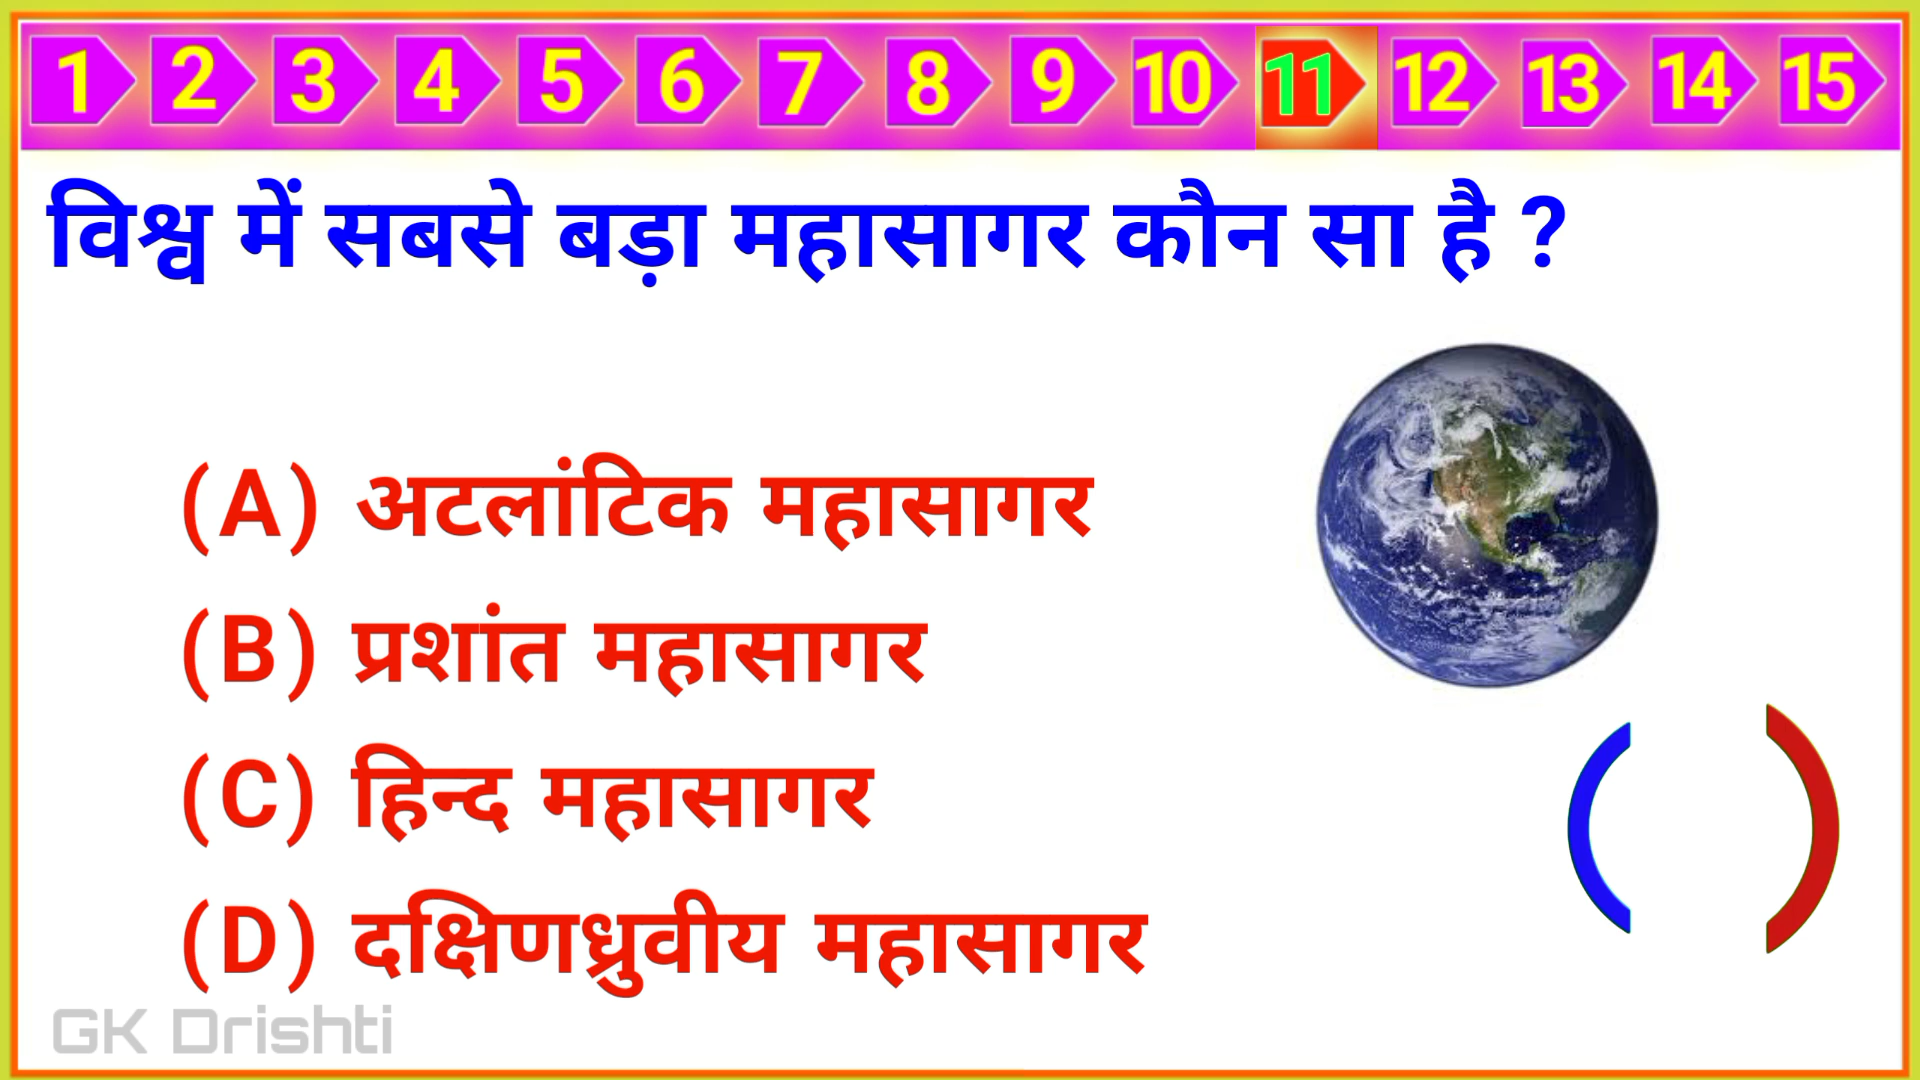 1 2 3 4 5 6 7 8 9 10 11 12 13 14 15
विश्व में सबसे बड़ा महासागर कौन सा है ?
(A) अटलांटिक महासागर
(B) प्रशांत महासागर
(C) हिन्द महासागर
(D) दक्षिणध्रुवीय महासागर
GK Drishti